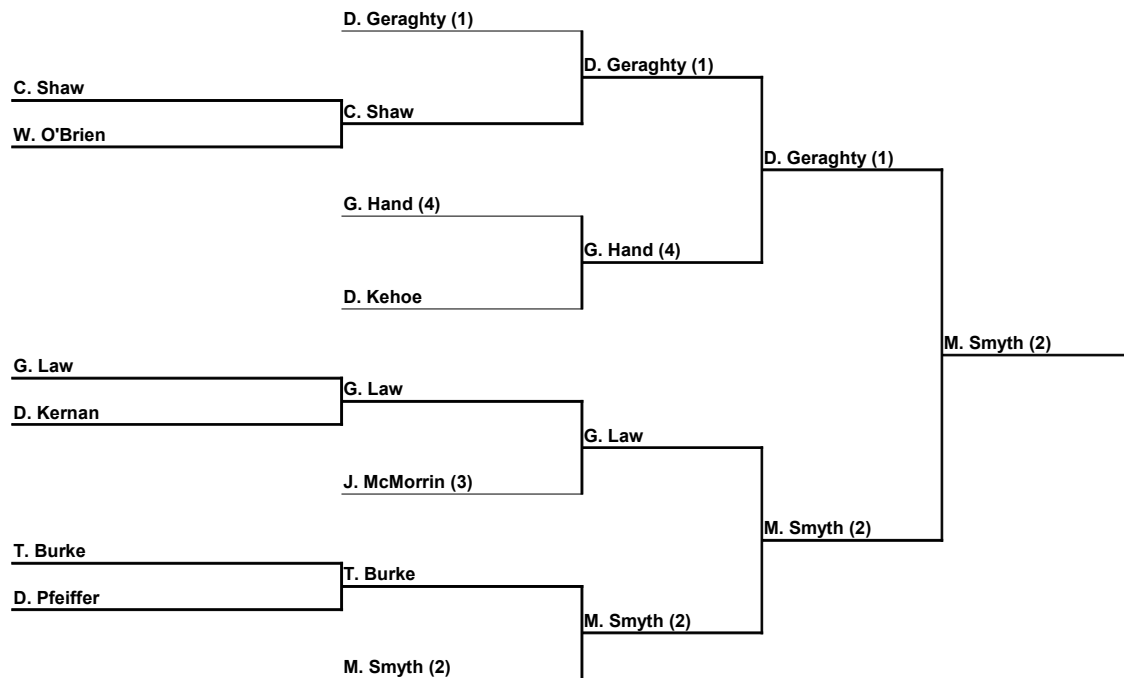 D. Geraghty (1)
D. Geraghty (1)
C. Shaw
C. Shaw
W. O'Brien
D. Geraghty (1)
G. Hand (4)
G. Hand (4)
D. Kehoe
M. Smyth (2)
G. Law
G. Law
D. Kernan
G. Law
J. McMorrin (3)
M. Smyth (2)
T. Burke
T. Burke
D. Pfeiffer
M. Smyth (2)
M. Smyth (2)